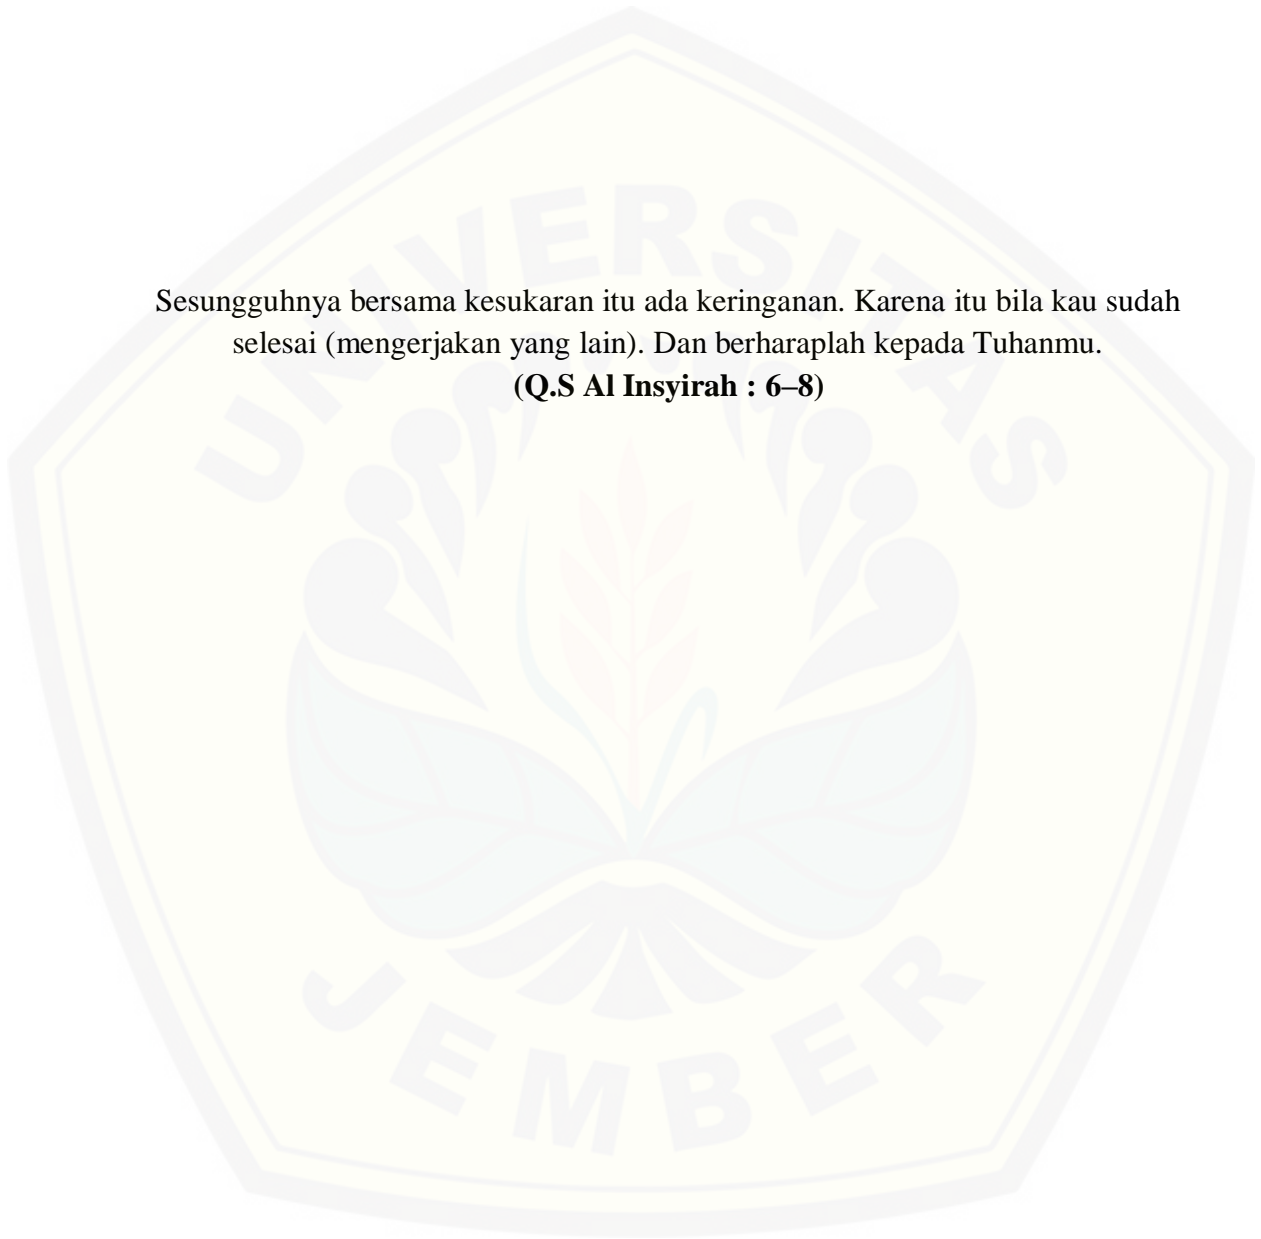 UNIVERSITAS
Sesungguhnya bersama kesukaran itu ada keringanan. Karena itu bila kau sudah
selesai (mengerjakan yang lain). Dan berharaplah kepada Tuhanmu.
(Q.S Al Insyirah : 6–8)
JEMBER